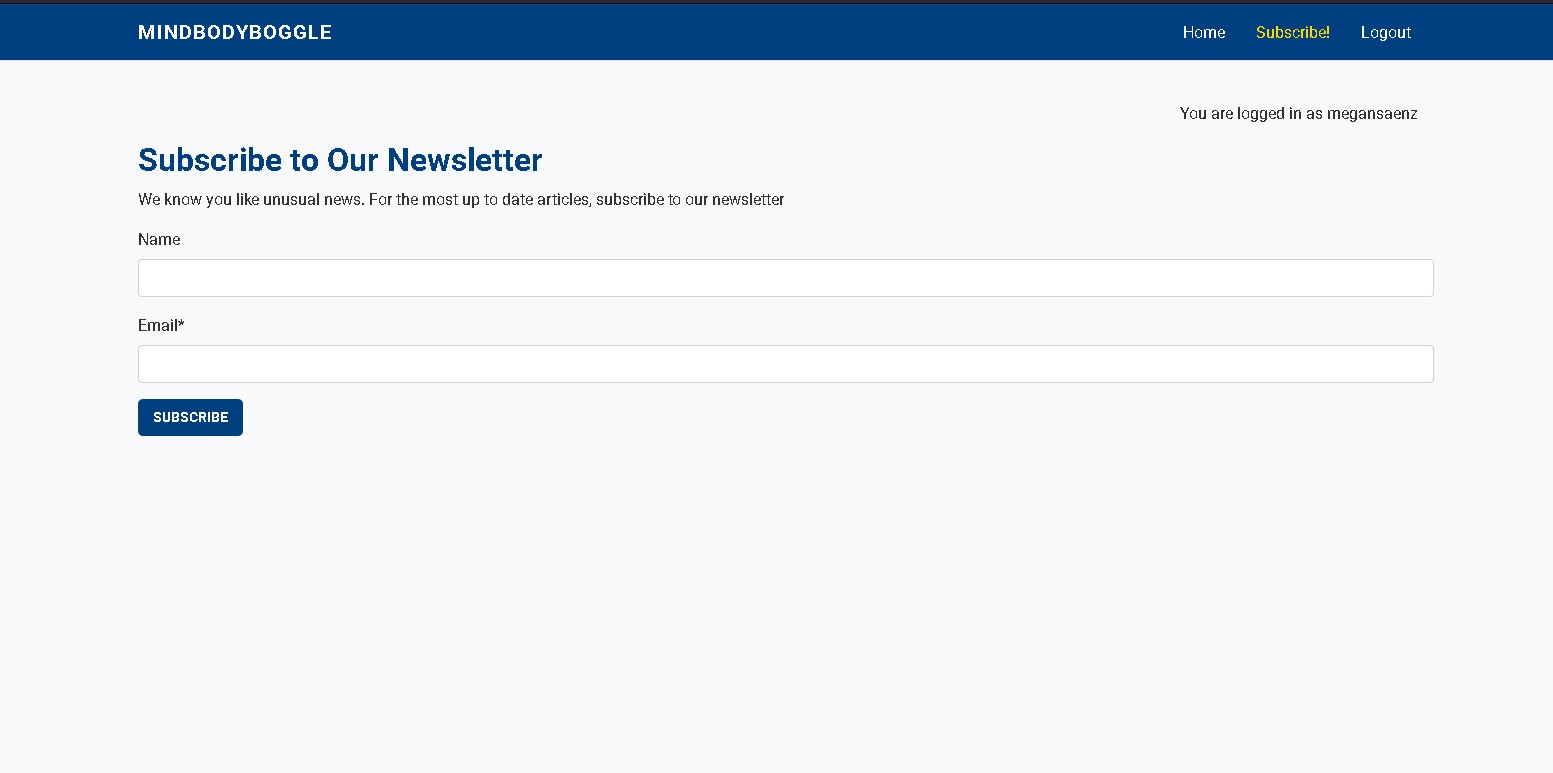 MINDBODYBOGGLE
Home Subscribe! Logout
You are logged in as megansaenz
Subscribe to Our Newsletter
We know you like unusual news. For the most up to date articles, subscribe to our newsletter
Name
Email*
SUBSCRIBE